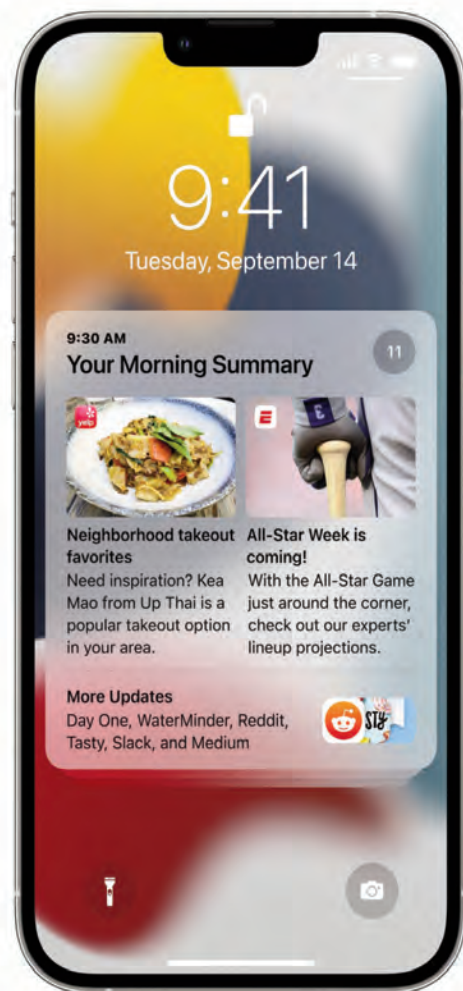 9:41
Tuesday, September 14
9:30 AM
Your Morning Summary
11
yelp
E
Neighborhood takeout
favorites
Need inspiration? Kea
Mao from Up Thai is a
popular takeout option
in your area.
All-Star Week is
coming!
With the All-Star Game
just around the corner,
check out our experts'
lineup projections.
More Updates
Day One, WaterMinder, Reddit,
Tasty, Slack, and Medium
STY